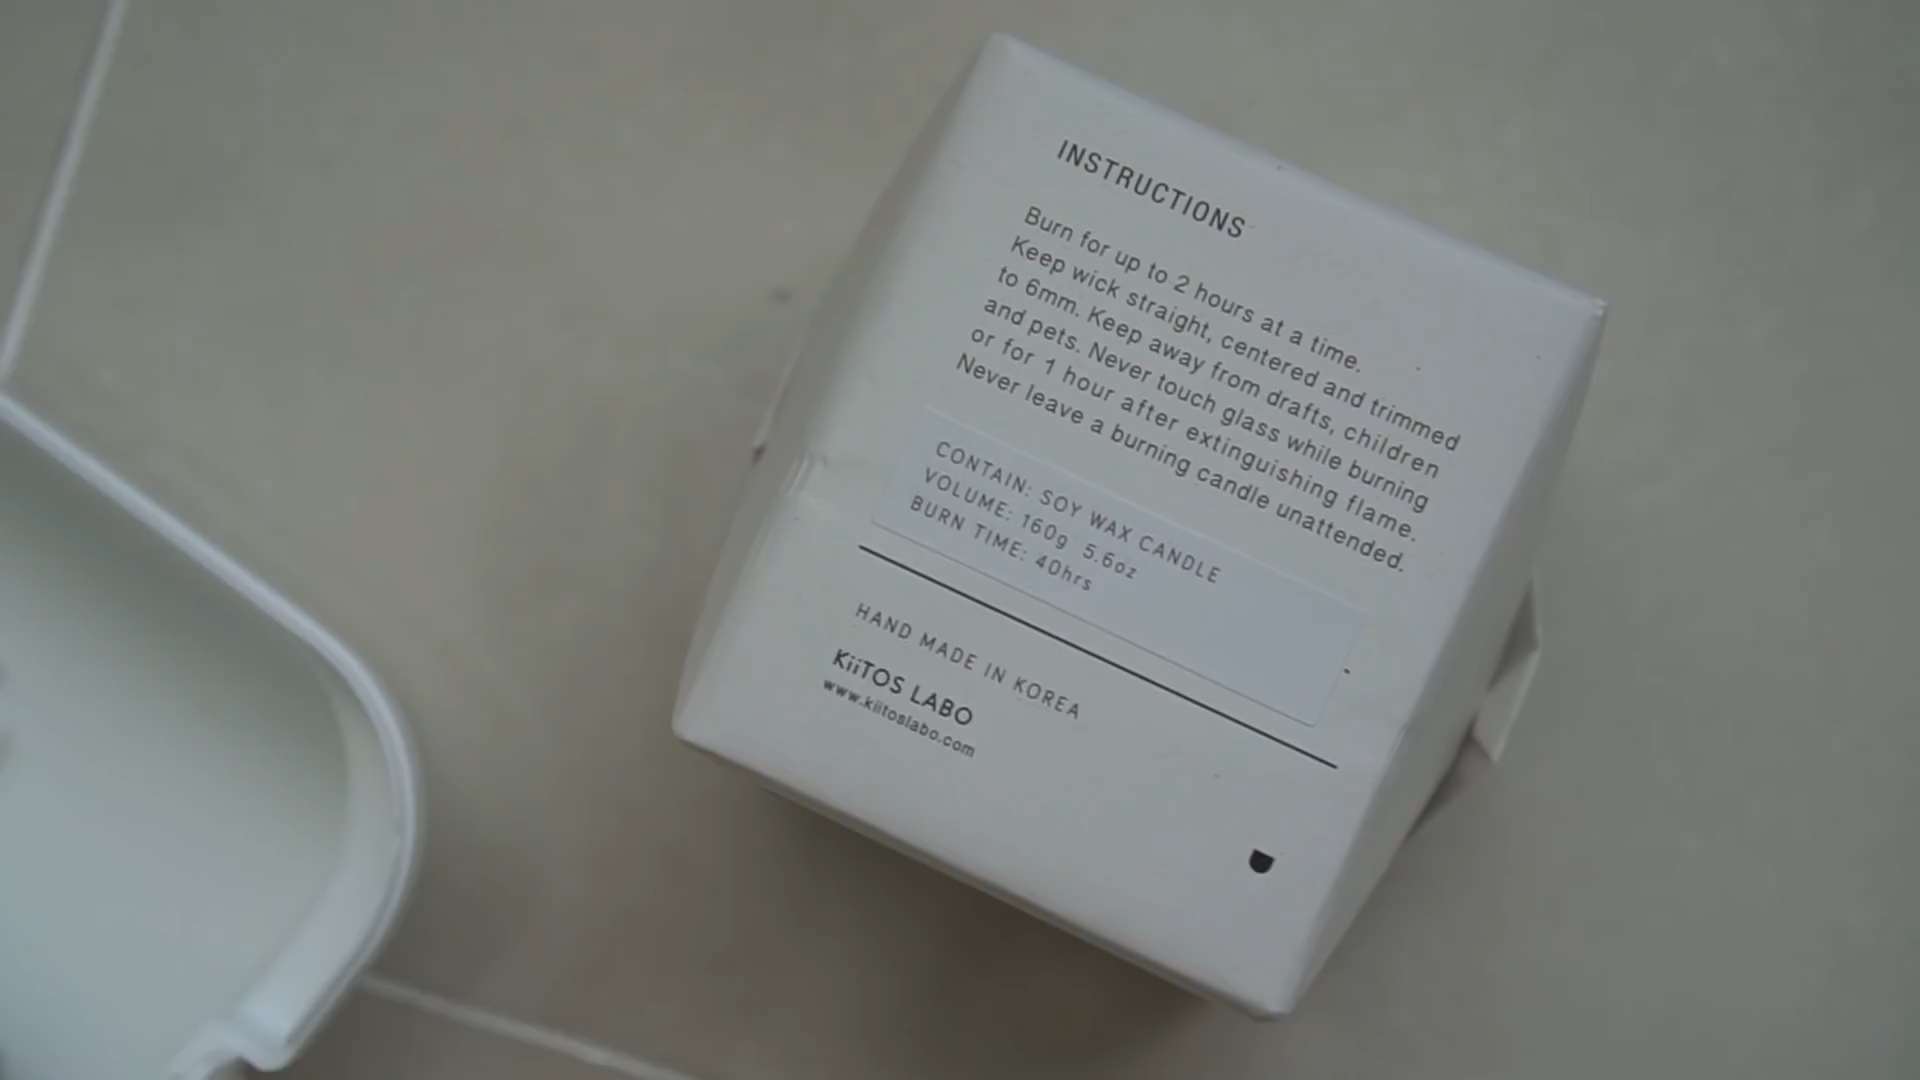 INSTRUCTIONS
Burn for up to 2 hours at a time.
Keep wick straight, centered and trimmed
to 6mm. Keep away from drafts, children
and pets. Never touch glass while burning
or for 1 hour after extinguishing flame.
Never leave a burning candle unattended.
CONTAIN: SOY WAX CANDLE
VOLUME: 160g 5.6oz
BURN TIME: 40hrs
HAND MADE IN KOREA
KiiTOS LABO
www.kiitoslabo.com